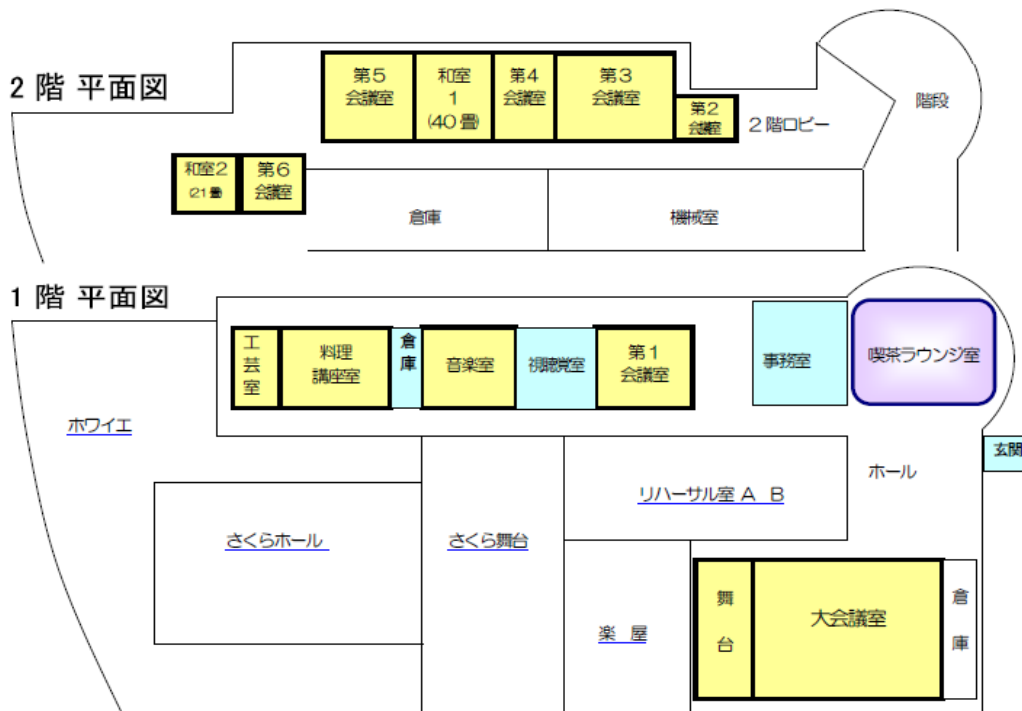 2 階 平面図
第5
会議室
和室
1
(40 畳)
第4
会議室
第3
会議室
第2
会議室
2 階ロビー
階段
和室2
(21 畳)
第6
会議室
倉庫
機械室
1 階 平面図
工
芸
室
料理
講座室
倉
庫
音楽室
視聴覚室
第1
会議室
事務室
喫茶ラウンジ室
ホワイエ
玄関
ホール
リハーサル室 A B
さくらホール
さくら舞台
楽 屋
舞
台
大会議室
倉
庫